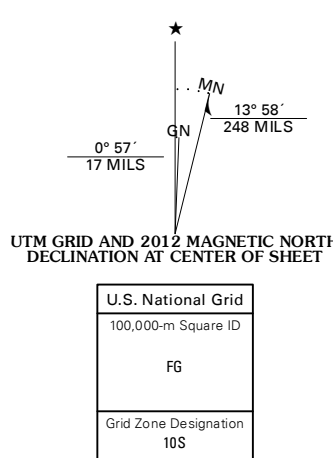 ★
MN
GN
13° 58´
248 MILS
0° 57´
17 MILS
UTM GRID AND 2012 MAGNETIC NORTH
DECLINATION AT CENTER OF SHEET
U.S. National Grid
100,000-m Square ID
FG
Grid Zone Designation
10S